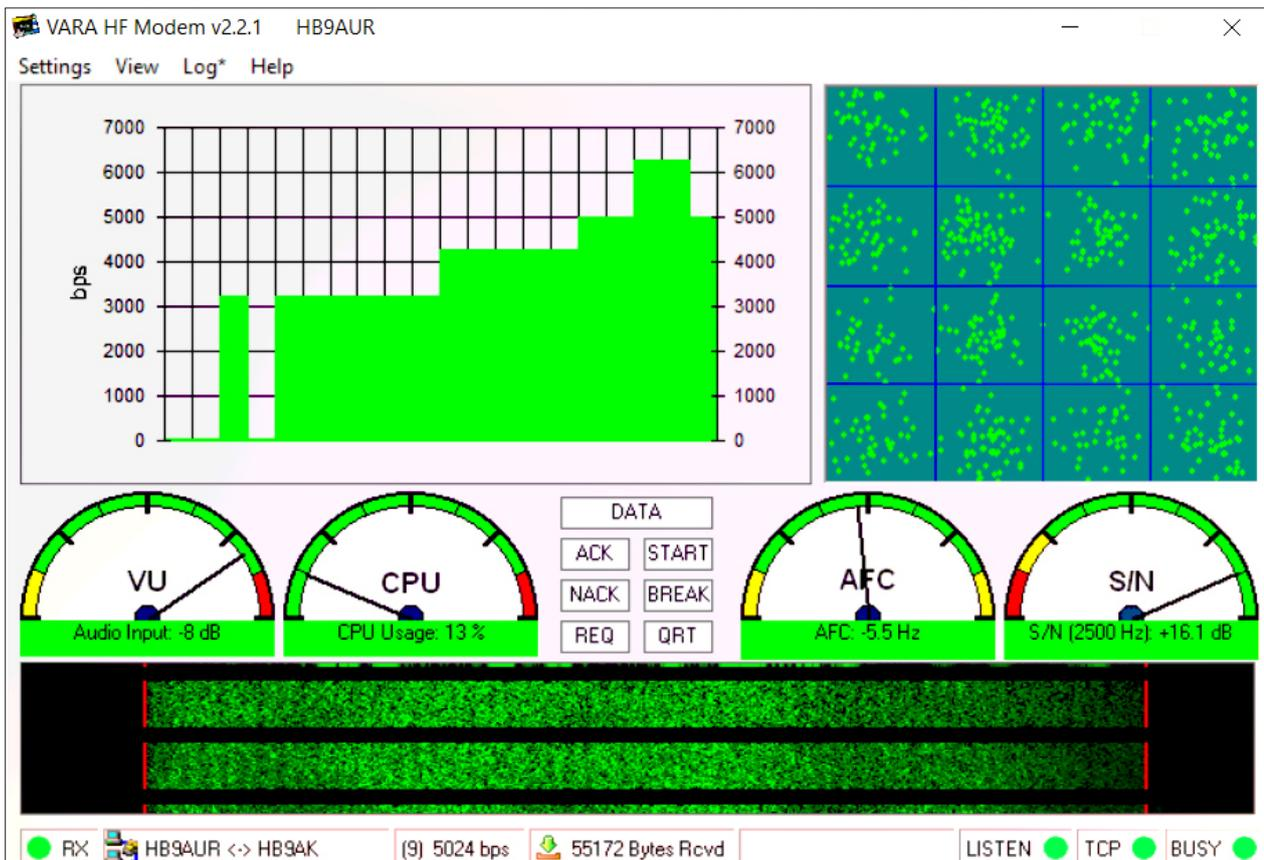 VARA HF Modem v2.2.1 HB9AUR
Settings View Log* Help
7000 7000
6000 6000
5000 5000
4000 4000
3000 3000
2000 2000
1000 1000
0 0
bps
VU
Audio Input: -8 dB
CPU
CPU Usage: 13 %
DATA
ACK START
NACK BREAK
REQ QRT
AFC
AFC: -5.5 Hz
S/N
S/N (2500 Hz): +16.1 dB
RX HB9AUR <-> HB9AK (9) 5024 bps 55172 Bytes Rcvd LISTEN TCP BUSY